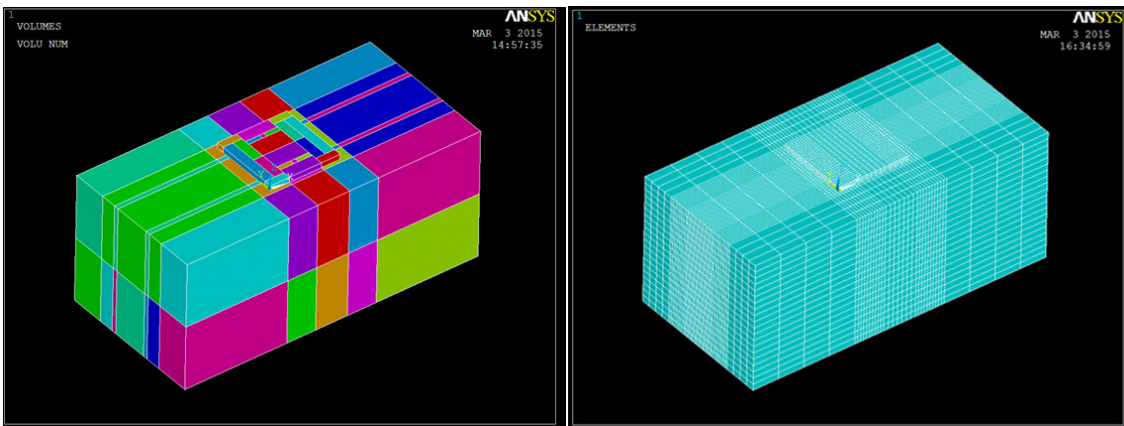 1
VOLUMES
VOLU NUM
ANSYS
MAR 3 2015
14:57:35
1
ELEMENTS
ANSYS
MAR 3 2015
16:34:59